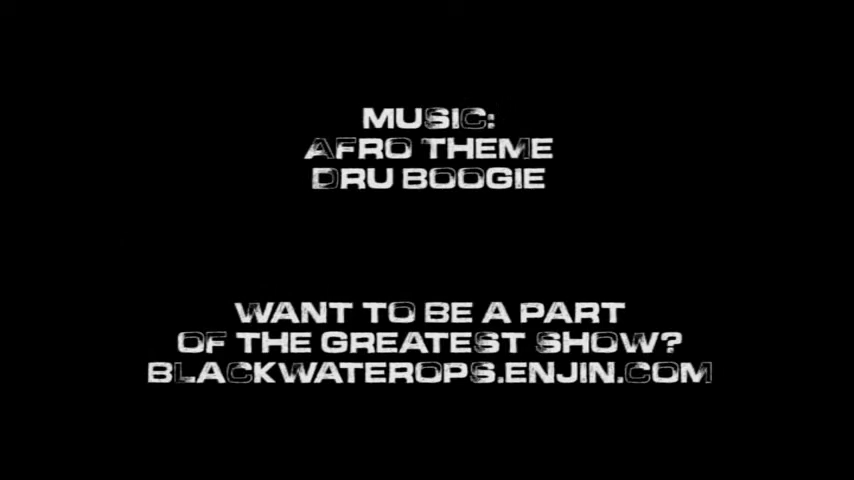 MUSIC:
AFRO THEME
DRU BOOGIE
WANT TO BE A PART
OF THE GREATEST SHOW?
BLACKWATEROPS.ENJIN.COM